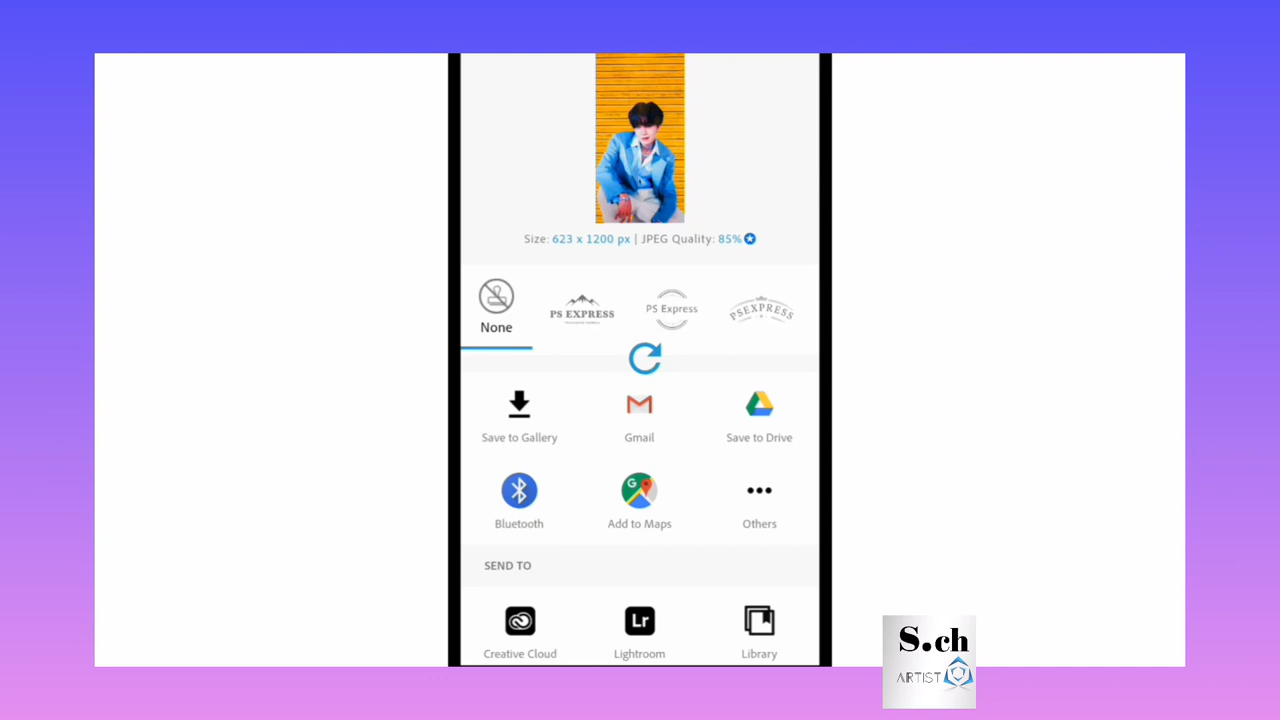 Size: 623 x 1200 px | JPEG Quality: 85%
None
PS EXPRESS
PS Express
PSEXPRESS
Save to Gallery
Gmail
Save to Drive
G
Bluetooth
Add to Maps
Others
SEND TO
Lr
Creative Cloud
Lightroom
Library
S.ch
ARTIST